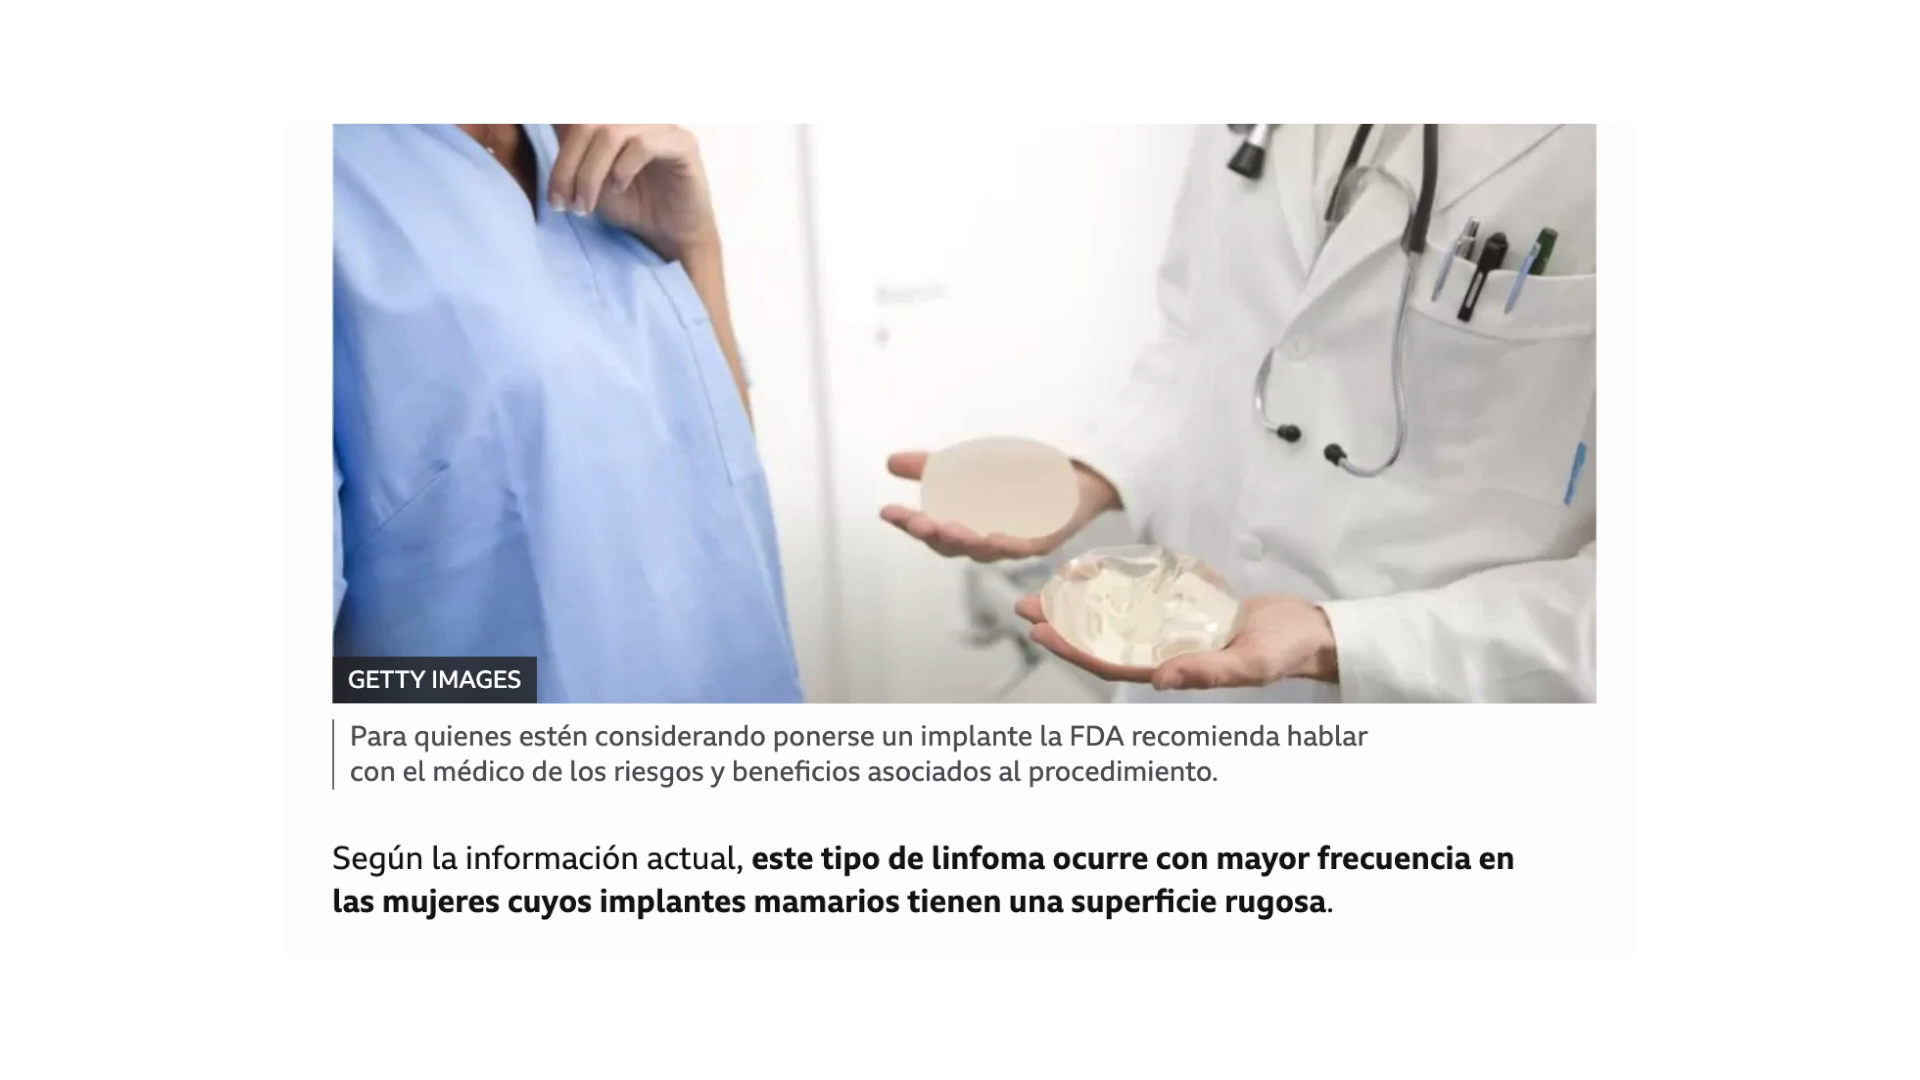 GETTY IMAGES
Para quienes estén considerando ponerse un implante la FDA recomienda hablar
con el médico de los riesgos y beneficios asociados al procedimiento.
Según la información actual, este tipo de linfoma ocurre con mayor frecuencia en
las mujeres cuyos implantes mamarios tienen una superficie rugosa.